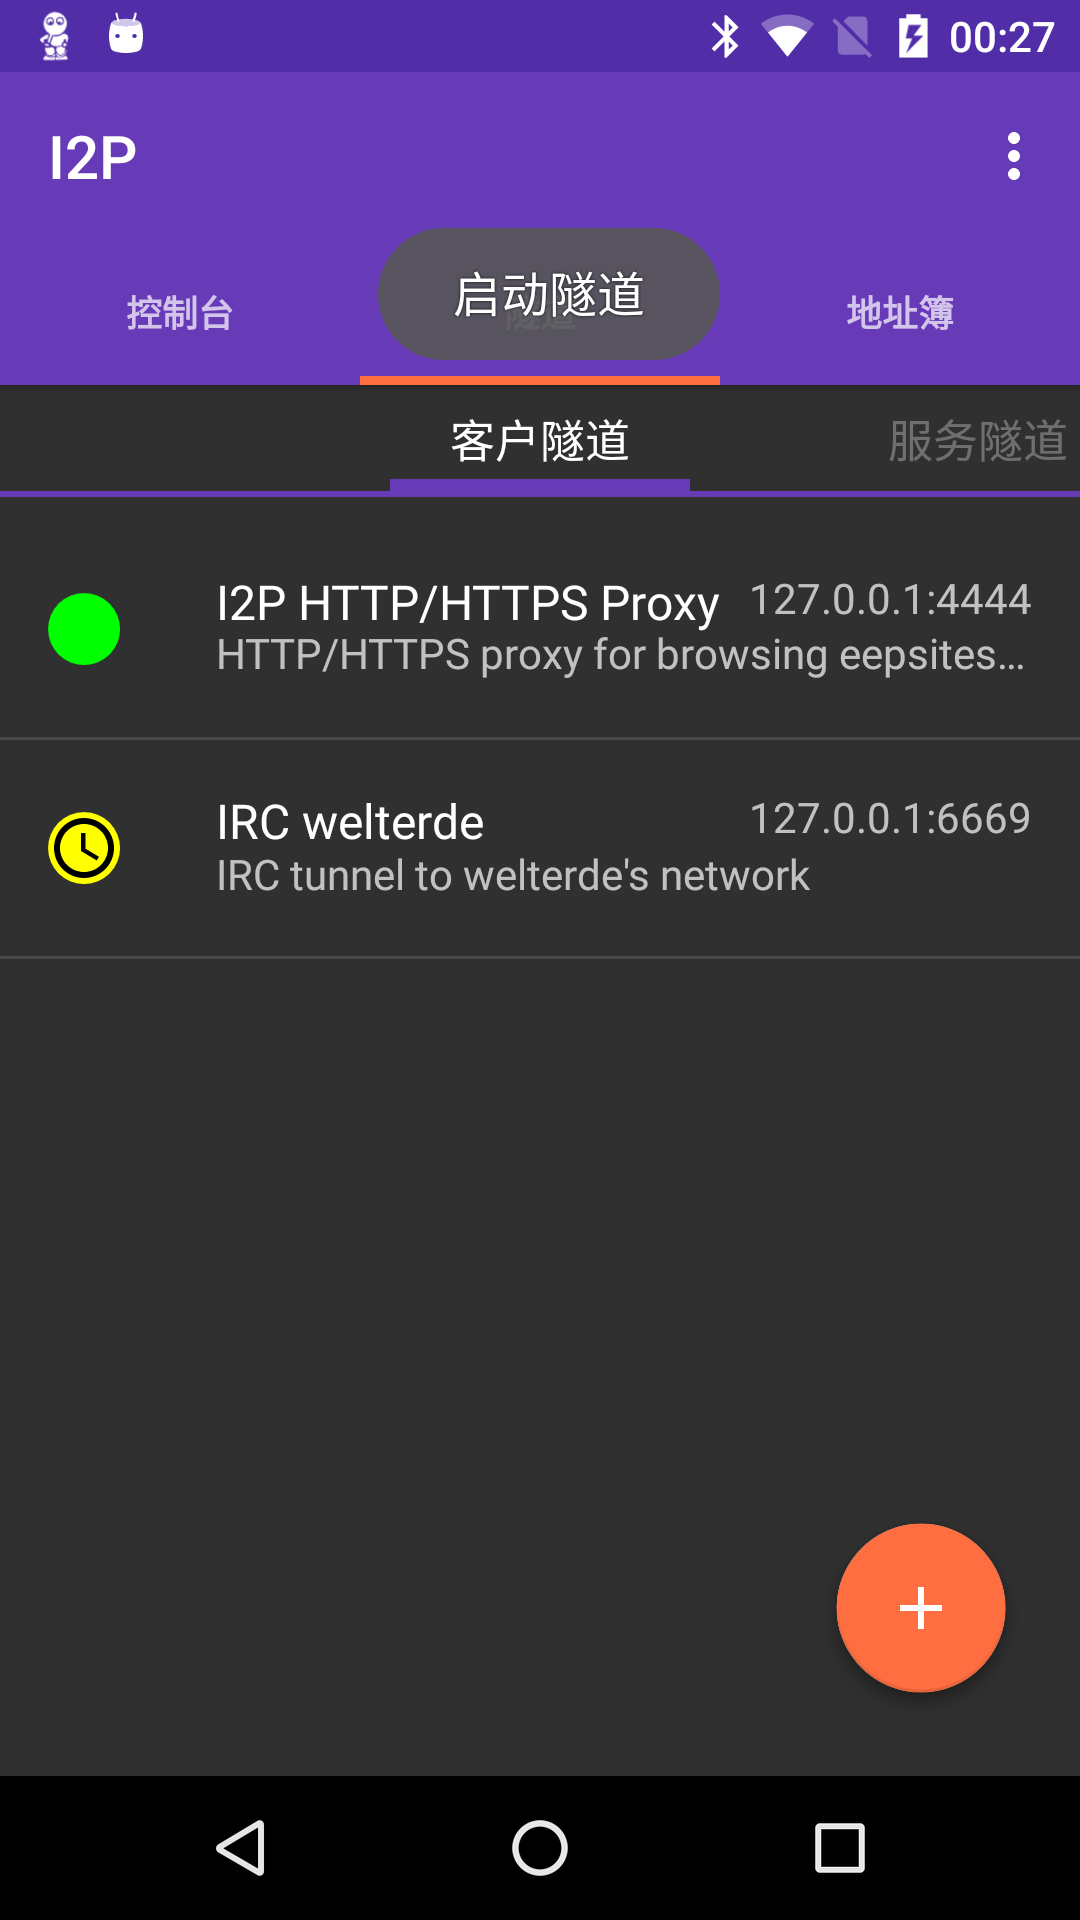 00:27
I2P
控制台
启动隧道
隧道
地址簿
客户隧道
服务隧道
I2P HTTP/HTTPS Proxy
127.0.0.1:4444
HTTP/HTTPS proxy for browsing eepsites...
IRC welterde
127.0.0.1:6669
IRC tunnel to welterde's network